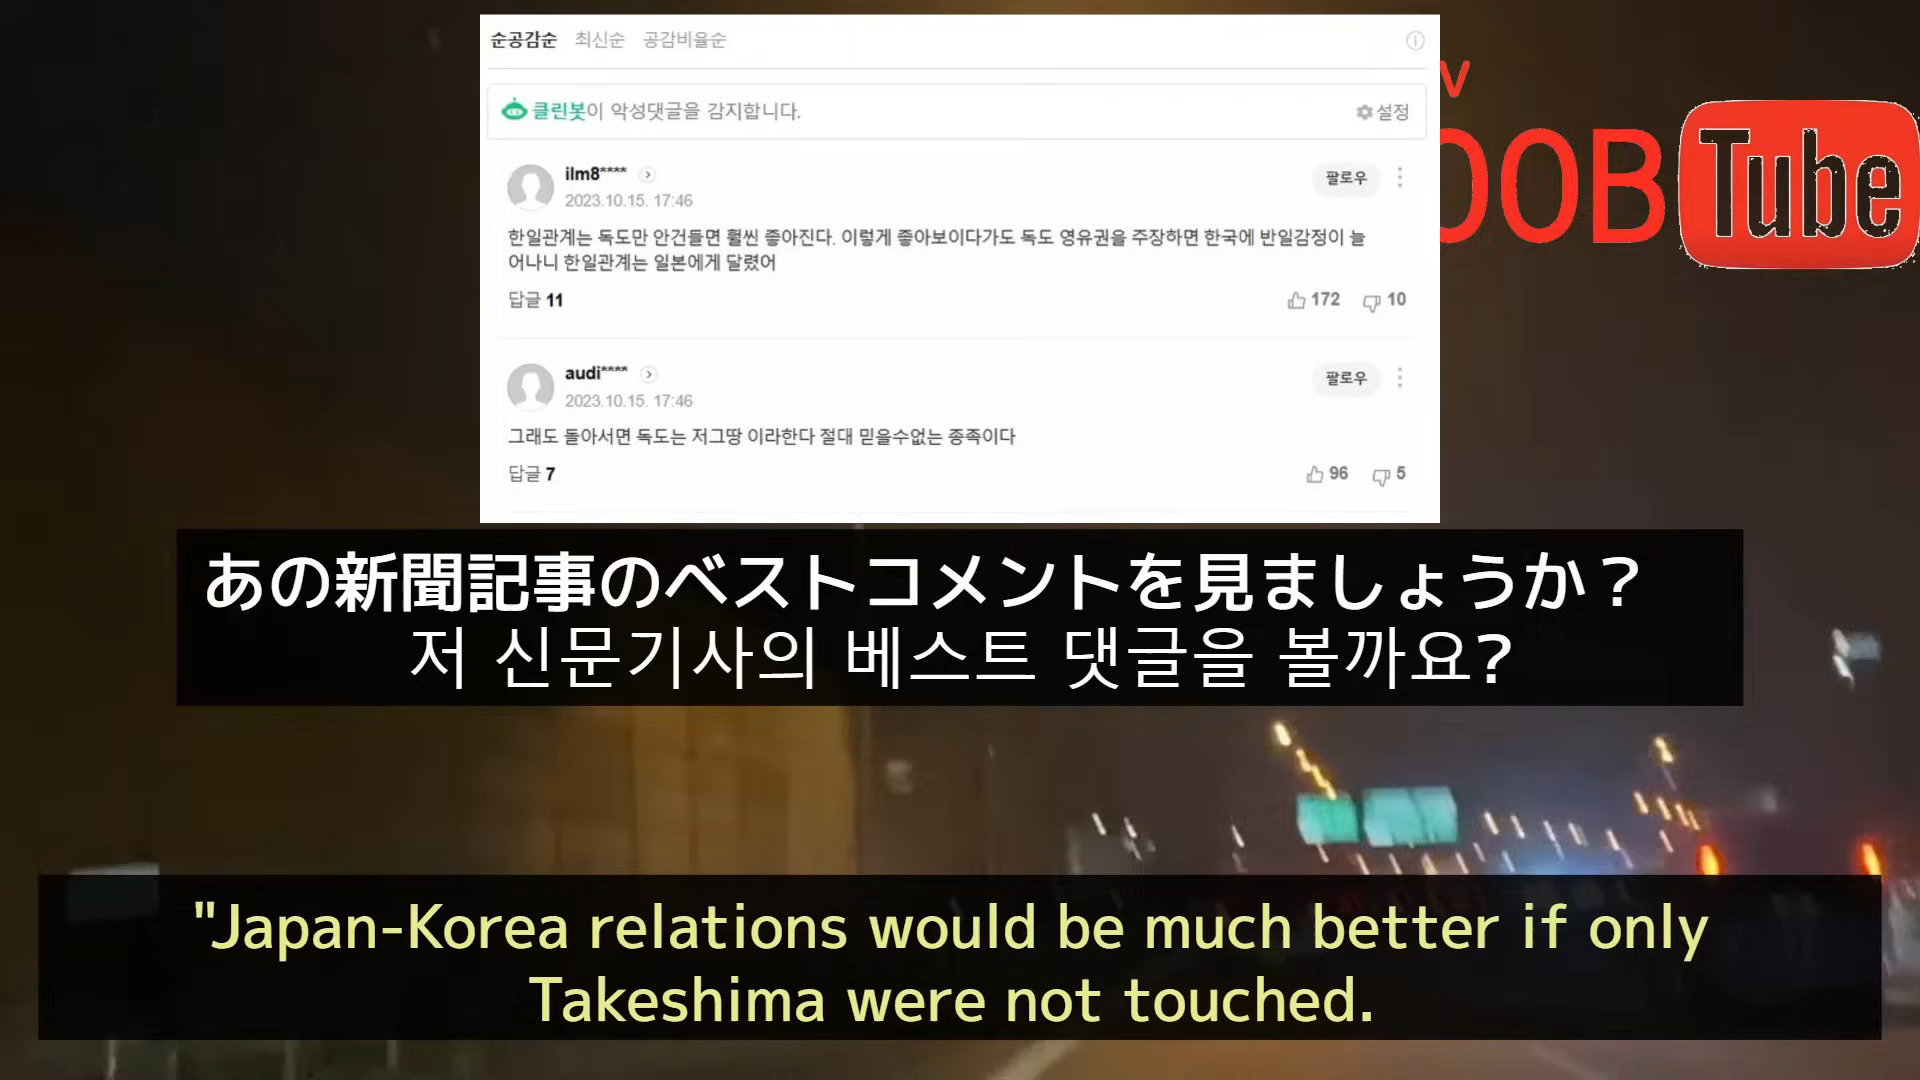 순공감순 최신순 공감비율순
클린봇이 악성댓글을 감지합니다. 설정
ilm8**** 팔로우
2023.10.15. 17:46
한일관계는 독도만 안건들면 훨씬 좋아진다. 이렇게 좋아보이다가도 독도 영유권을 주장하면 한국에 반일감정이 늘
어나니 한일관계는 일본에게 달렸어
답글 11 172 10
audi**** 팔로우
2023.10.15. 17:46
그래도 돌아서면 독도는 저그땅 이라한다 절대 믿을수없는 종족이다
답글 7 96 5
V
OOB Tube
あの新聞記事のベストコメントを見ましょうか？
저 신문기사의 베스트 댓글을 볼까요?
"Japan-Korea relations would be much better if only
Takeshima were not touched.